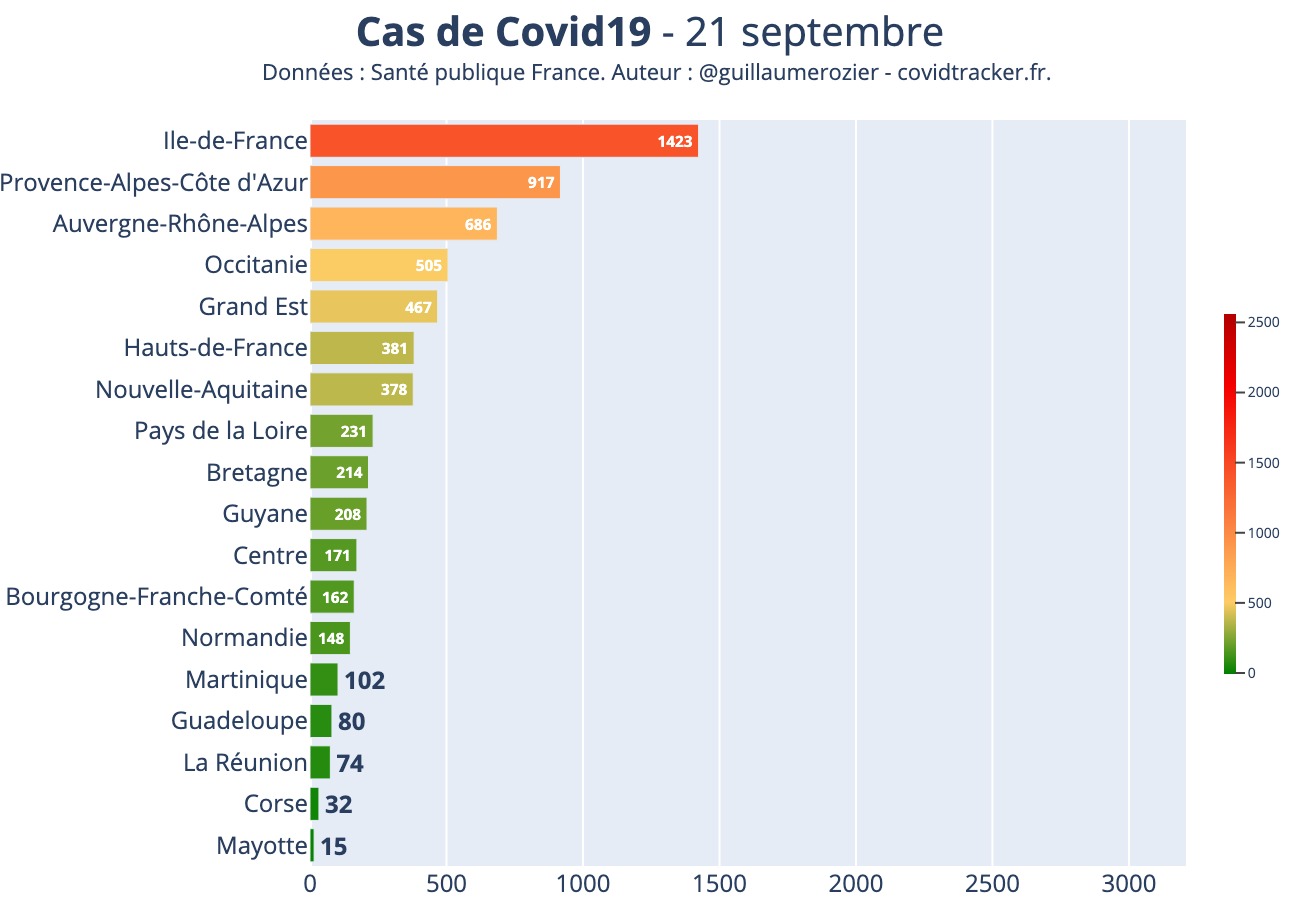 Cas de Covid19 - 21 septembre
Données : Santé publique France. Auteur : @guillaumerozier - covidtracker.fr.
Ile-de-France 1423
Provence-Alpes-Côte d'Azur 917
Auvergne-Rhône-Alpes 686
Occitanie 505
Grand Est 467
Hauts-de-France 381
Nouvelle-Aquitaine 378
Pays de la Loire 231
Bretagne 214
Guyane 208
Centre 171
Bourgogne-Franche-Comté 162
Normandie 148
Martinique 102
Guadeloupe 80
La Réunion 74
Corse 32
Mayotte 15
0 500 1000 1500 2000 2500 3000
2500
2000
1500
1000
500
0